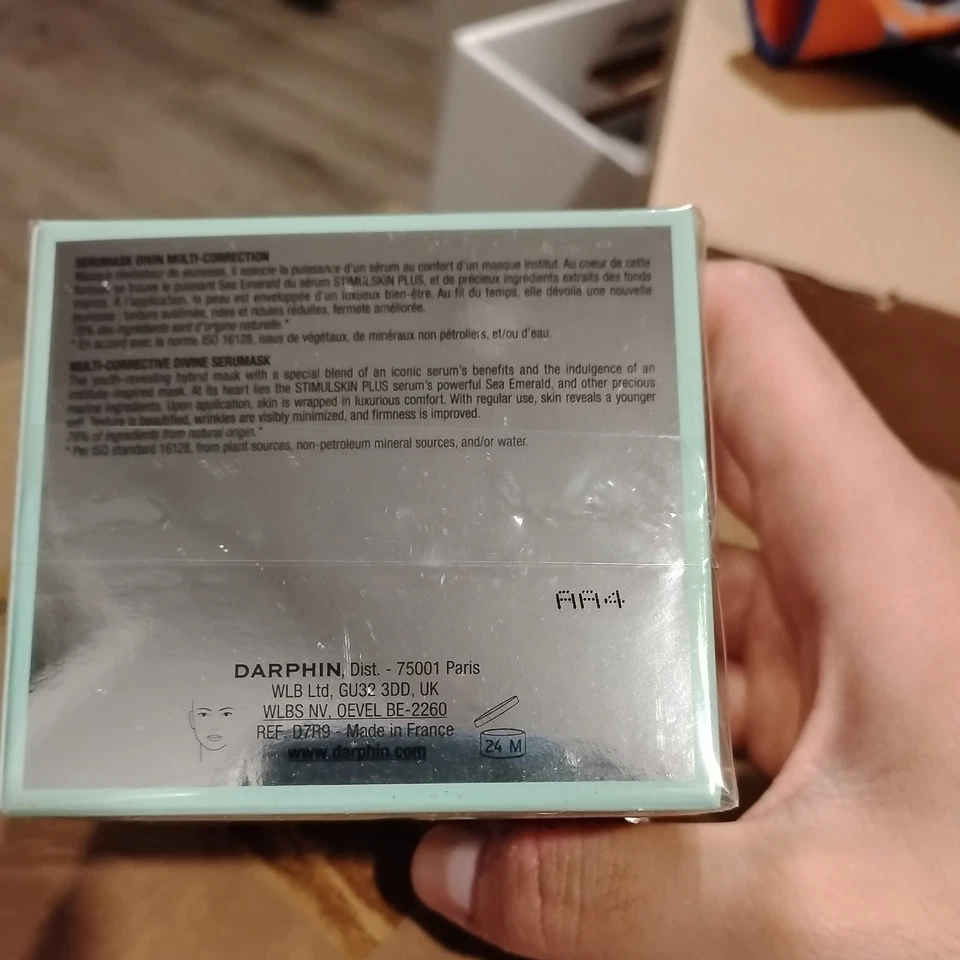 SERUMASK DIVIN MULTI-CORRECTION
Masque révélateur de jeunesse, il associe la puissance d'un sérum au confort d'un masque Institut. Au coeur de cette
se trouve le puissant Sea Emerald du sérum STIMULSKIN PLUS, et de précieux ingrédients extraits des fonds
marins. À l'application, la peau est enveloppée d'un luxueux bien-être. Au fil du temps, elle dévoile une nouvelle
jeunesse : texture sublimée, rides et ridules réduites, fermeté améliorée.
79% des ingrédients sont d'origine naturelle.*
* En accord avec la norme ISO 16128, issus de végétaux, de minéraux non pétroliers, et/ou d'eau.
MULTI-CORRECTIVE DIVINE SERUMASK
The youth-revealing hybrid mask with a special blend of an iconic serum's benefits and the indulgence of an
institute-inspired mask. At its heart lies the STIMULSKIN PLUS serum's powerful Sea Emerald, and other precious
marine ingredients. Upon application, skin is wrapped in luxurious comfort. With regular use, skin reveals a younger
self. Texture is beautified, wrinkles are visibly minimized, and firmness is improved.
79% of ingredients from natural origin.*
* Per ISO standard 16128, from plant sources, non-petroleum mineral sources, and/or water.
AA4
DARPHIN, Dist. - 75001 Paris
WLB Ltd, GU32 3DD, UK
WLBS NV, OEVEL BE-2260
REF. D7R9 - Made in France
www.darphin.com
24 M